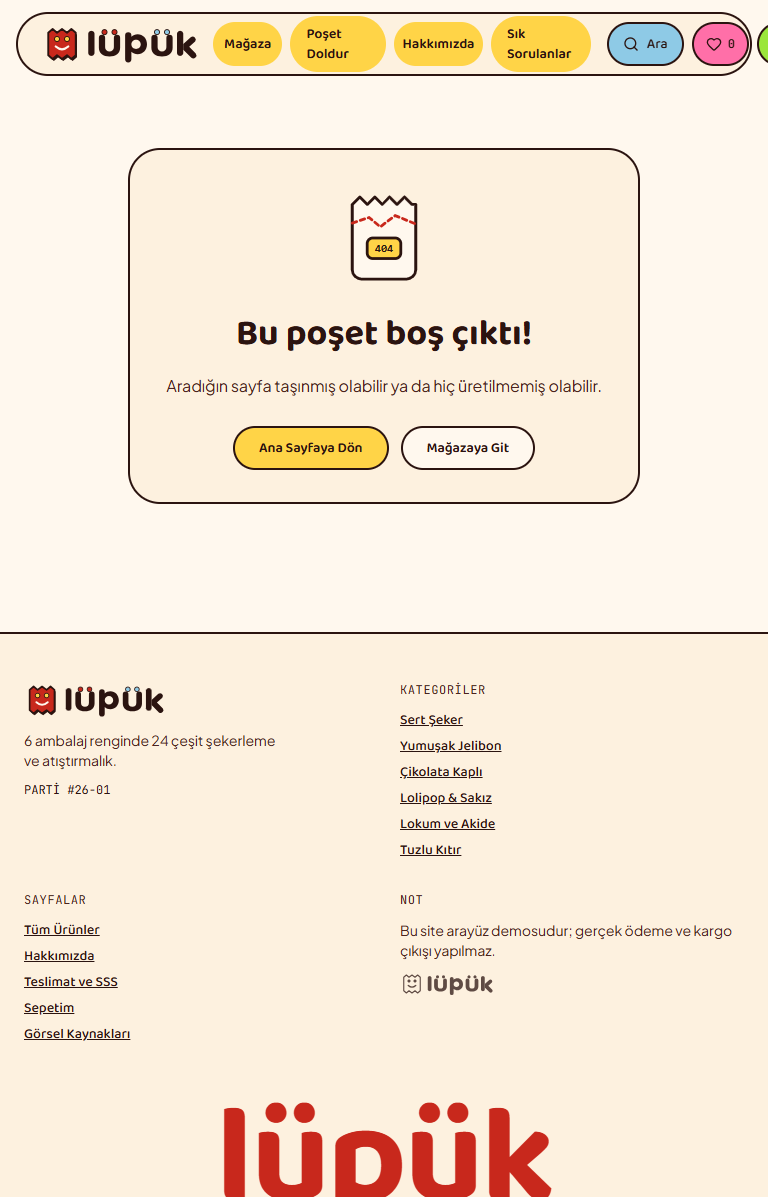 lüpük
Mağaza
Poşet
Doldur
Hakkımızda
Sık
Sorulanlar
Ara
0
404
Bu poşet boş çıktı!
Aradığın sayfa taşınmış olabilir ya da hiç üretilmemiş olabilir.
Ana Sayfaya Dön
Mağazaya Git
lüpük
6 ambalaj renginde 24 çeşit şekerleme
ve atıştırmalık.
PARTİ #26-01
KATEGORİLER
Sert Şeker
Yumuşak Jelibon
Çikolata Kaplı
Lolipop & Sakız
Lokum ve Akide
Tuzlu Kıtır
SAYFALAR
Tüm Ürünler
Hakkımızda
Teslimat ve SSS
Sepetim
Görsel Kaynakları
NOT
Bu site arayüz demosudur; gerçek ödeme ve kargo
çıkışı yapılmaz.
lüpük
lüpük